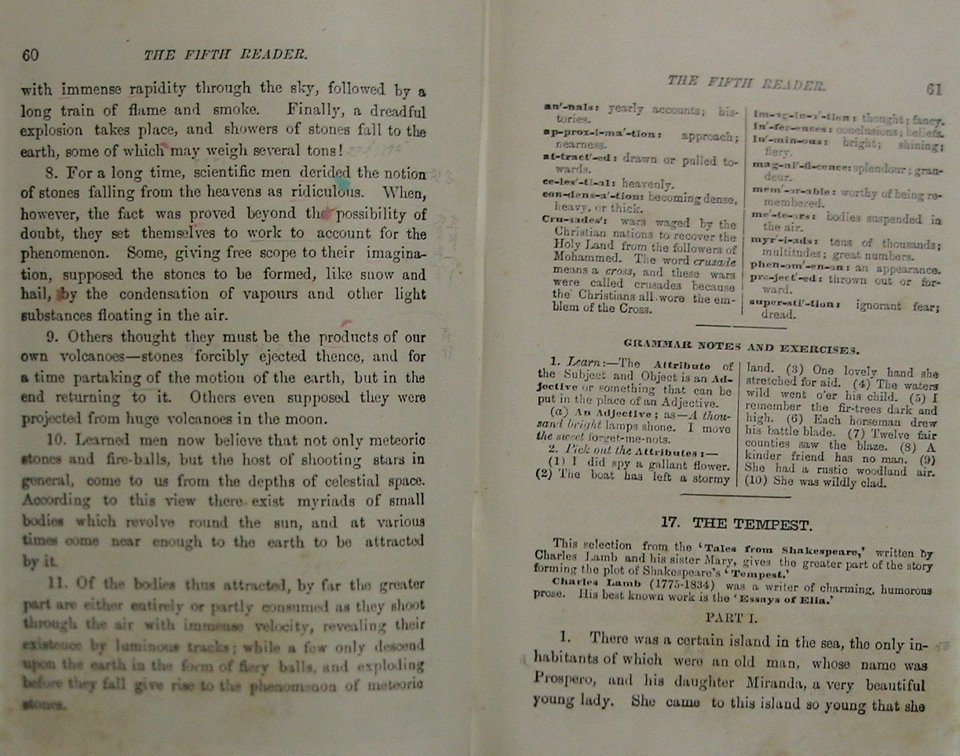 60 THE FIFTH READER.
with immense rapidity through the sky, followed by a
long train of flame and smoke. Finally, a dreadful
explosion takes place, and showers of stones fall to the
earth, some of which may weigh several tons!
8. For a long time, scientific men derided the notion
of stones falling from the heavens as ridiculous. When,
however, the fact was proved beyond the possibility of
doubt, they set themselves to work to account for the
phenomenon. Some, giving free scope to their imagina-
tion, supposed the stones to be formed, like snow and
hail, by the condensation of vapours and other light
substances floating in the air.
9. Others thought they must be the products of our
own volcanoes—stones forcibly ejected thence, and for
a time partaking of the motion of the earth, but in the
end returning to it. Others even supposed they were
projected from huge volcanoes in the moon.
10. Learned men now believe that not only meteoric
stones and fire-balls, but the host of shooting stars in
general, come to us from the depths of celestial space.
According to this view there exist myriads of small
bodies which revolve round the sun, and at various
times come near enough to the earth to be attracted
by it.
11. Of the bodies thus attracted, by far the greater
part are either entirely or partly consumed as they shoot
through the air with immense velocity, revealing their
existence by luminous tracks; while a few only descend
upon the earth in the form of fiery balls, and exploding
before they fall give rise to the phenomenon of meteoric
stones.
THE FIFTH READER. 61
an′-nals: yearly accounts; his-
tories.
ap-prox-i-ma′-tion: approach;
nearness.
at-tract′-ed: drawn or pulled to-
wards.
ce-les′-ti-al: heavenly.
con-dens-a′-tion: becoming dense,
heavy, or thick.
Cru-sades′: wars waged by the
Christian nations to recover the
Holy Land from the followers of
Mohammed. The word crusade
means a cross, and these wars
were called crusades because
the Christians all wore the em-
blem of the Cross.
im-ag-in-a′-tion: thought; fancy.
in′-fer-ences: conclusions; beliefs.
lu′-min-ous: bright; shining;
fiery.
mag-ni′-fi-cence: splendour; gran-
deur.
mem′-or-able: worthy of being re-
membered.
me′-te-ors: bodies suspended in
the air.
myr′-i-ads: tens of thousands;
multitudes; great numbers.
phen-om′-en-on: an appearance.
pro-ject′-ed: thrown out or for-
ward.
super-sti′-tion: ignorant fear;
dread.
GRAMMAR NOTES AND EXERCISES.
1. Learn:—The Attribute of
the Subject and Object is an Ad-
jective or something that can be
put in the place of an Adjective.
(a) An Adjective; as—A thou-
sand bright lamps shone. I move
the sweet forget-me-nots.
2. Pick out the Attributes:—
(1) I did spy a gallant flower.
(2) The boat has left a stormy
land. (3) One lovely hand she
stretched for aid. (4) The waters
wild went o'er his child. (5) I
remember the fir-trees dark and
high. (6) Each horseman drew
his battle blade. (7) Twelve fair
counties saw the blaze. (8) A
kinder friend has no man. (9)
She had a rustic woodland air.
(10) She was wildly clad.
17. THE TEMPEST.
This selection from the 'Tales from Shakespeare,' written by
Charles Lamb and his sister Mary, gives the greater part of the story
forming the plot of Shakespeare's 'Tempest.'
Charles Lamb (1775-1834) was a writer of charming, humorous
prose. His best known work is the 'Essays of Elia.'
PART I.
1. There was a certain island in the sea, the only in-
habitants of which were an old man, whose name was
Prospero, and his daughter Miranda, a very beautiful
young lady. She came to this island so young that she